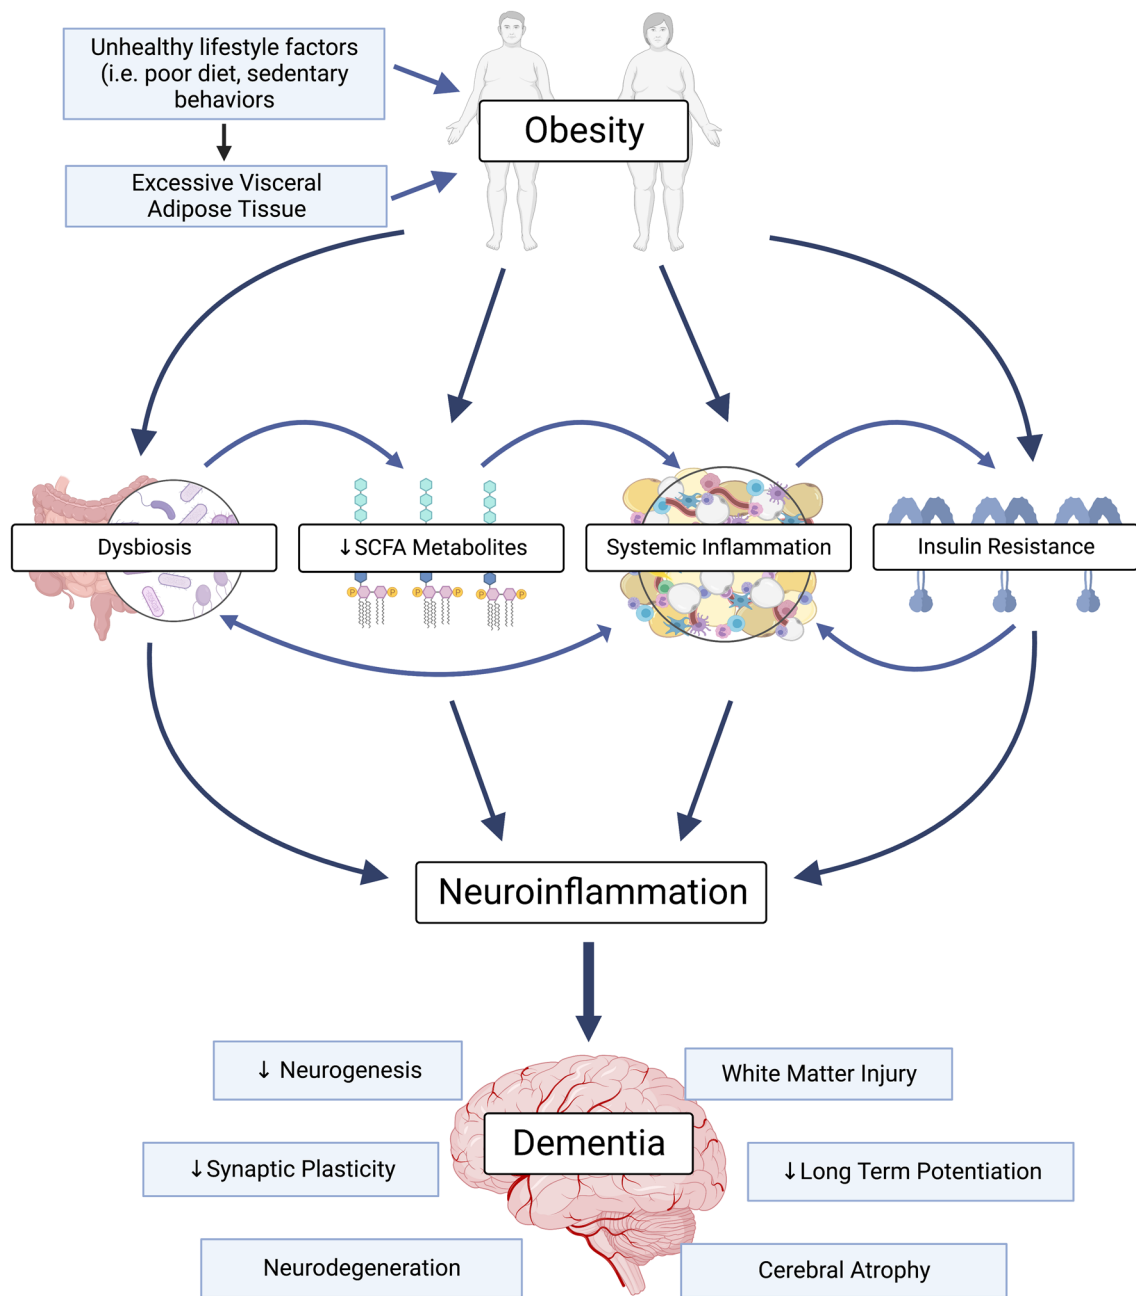 Unhealthy lifestyle factors
(i.e. poor diet, sedentary
behaviors
Obesity
Excessive Visceral
Adipose Tissue
Dysbiosis
↓SCFA Metabolites
Systemic Inflammation
Insulin Resistance
P P P P P P
Neuroinflammation
↓ Neurogenesis
White Matter Injury
Dementia
↓Synaptic Plasticity
↓Long Term Potentiation
Neurodegeneration
Cerebral Atrophy